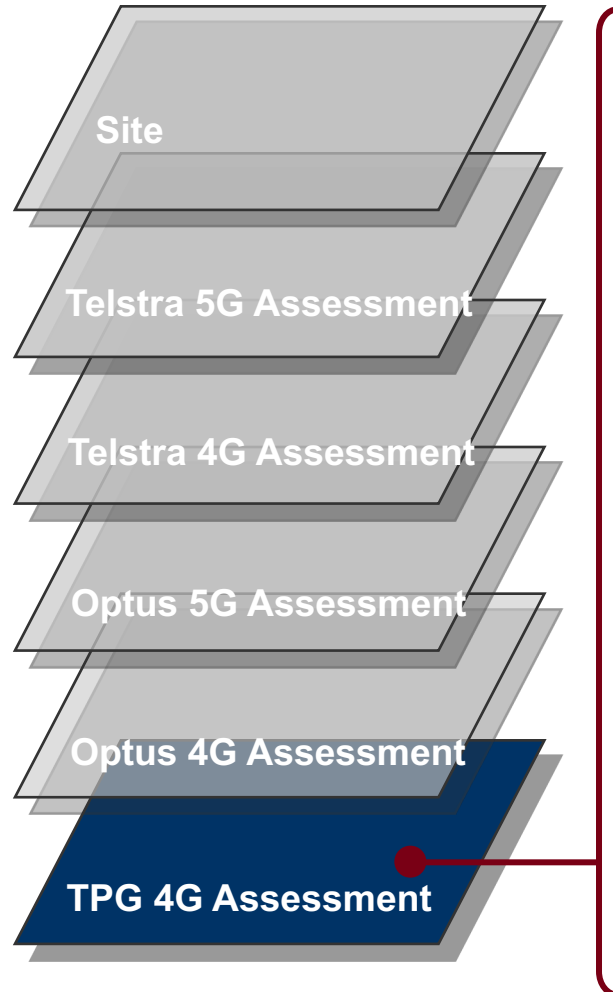 Site
Telstra 5G Assessment
Telstra 4G Assessment
Optus 5G Assessment
Optus 4G Assessment
TPG 4G Assessment